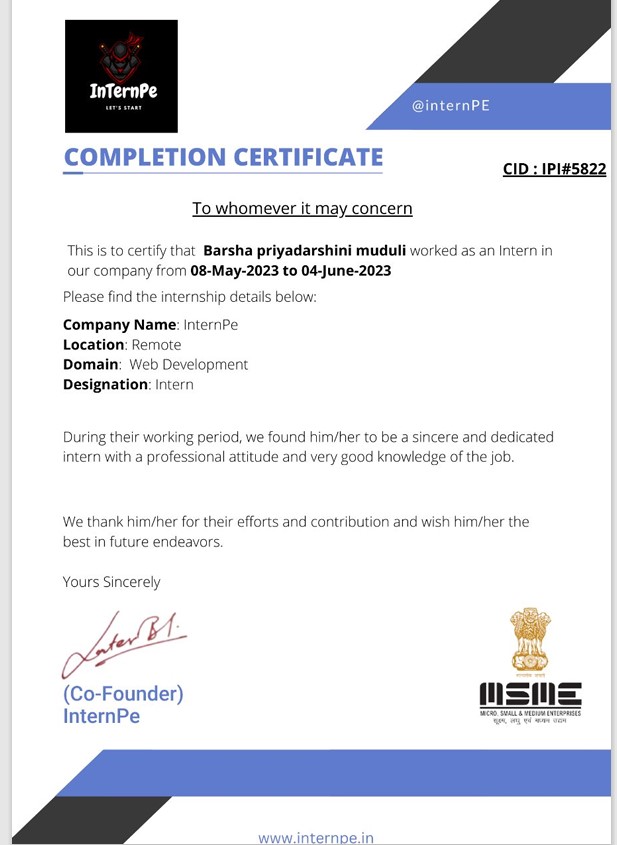 InTernPe
LET'S START
@internPE
COMPLETION CERTIFICATE
CID : IPI#5822
To whomever it may concern
This is to certify that Barsha priyadarshini muduli worked as an Intern in
our company from 08-May-2023 to 04-June-2023
Please find the internship details below:
Company Name: InternPe
Location: Remote
Domain: Web Development
Designation: Intern
During their working period, we found him/her to be a sincere and dedicated
intern with a professional attitude and very good knowledge of the job.
We thank him/her for their efforts and contribution and wish him/her the
best in future endeavors.
Yours Sincerely
(Co-Founder)
InternPe
MSME
MICRO, SMALL & MEDIUM ENTERPRISES
सूक्ष्म, लघु एवं मध्यम उद्यम
www.internpe.in